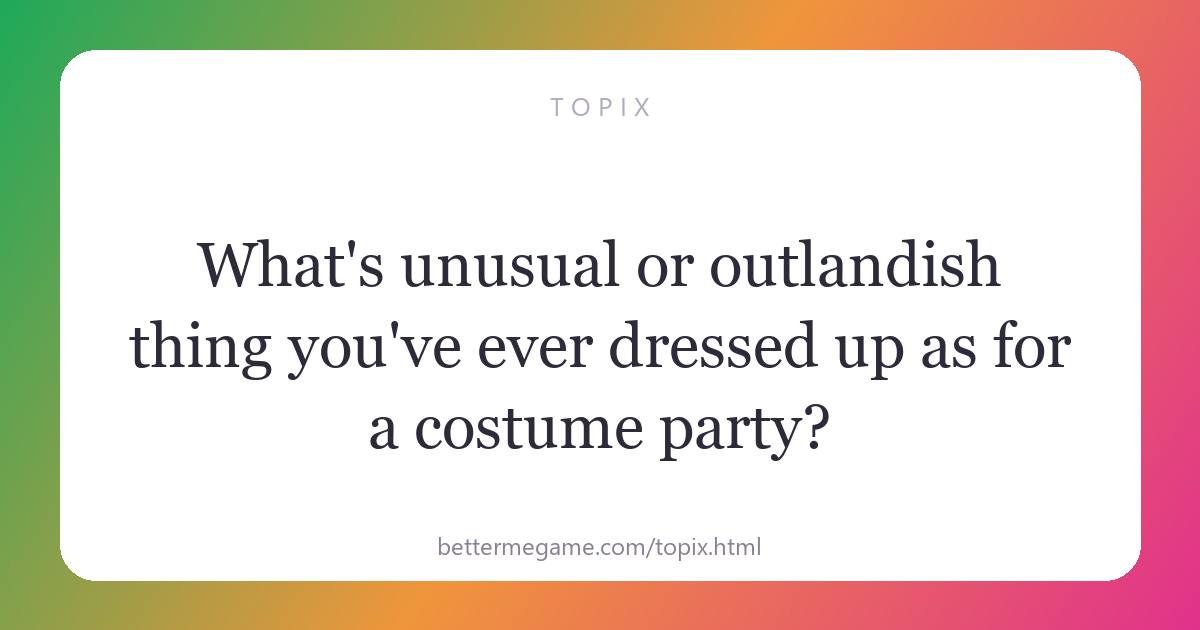 TOPIX
What's unusual or outlandish
thing you've ever dressed up as for
a costume party?
bettermegame.com/topix.html